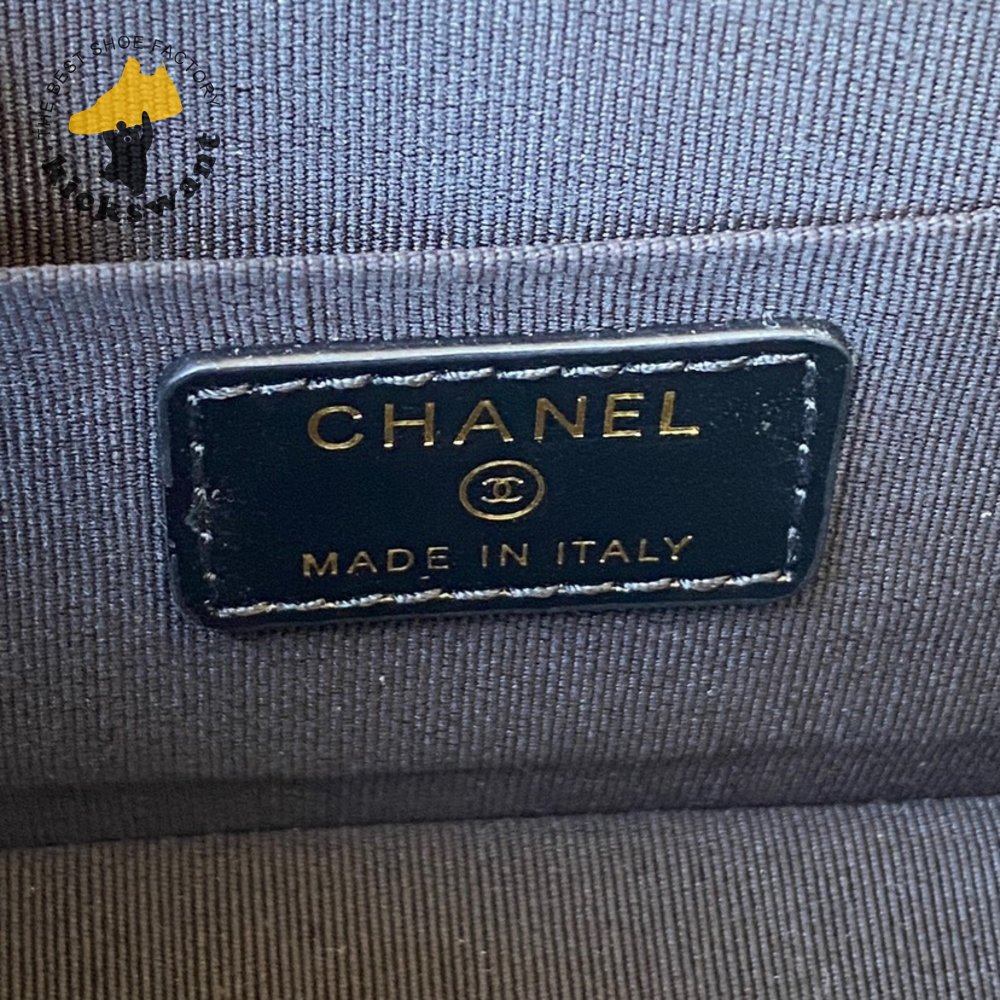 THE BEST SHOE FACTORY
kickswant
CHANEL
MADE IN ITALY